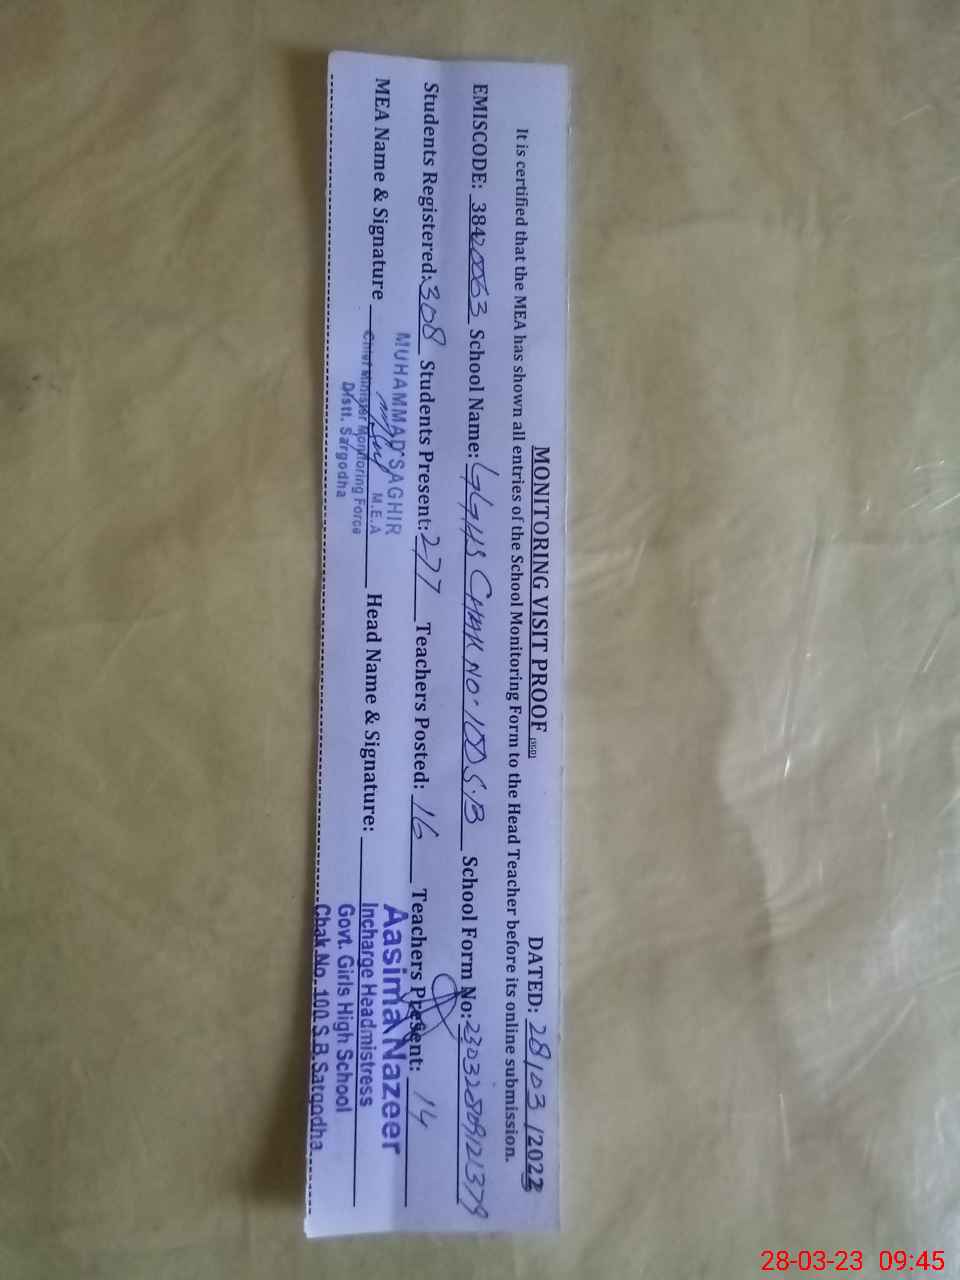 MONITORING VISIT PROOF (SGD) DATED: 28/03/2022
It is certified that the MEA has shown all entries of the School Monitoring Form to the Head Teacher before its online submission.
EMISCODE: 38420063 School Name: GGHS CHAK NO. 100 S.B School Form No: 23032809121379
Students Registered: 308 Students Present: 277 Teachers Posted: 16 Teachers Present: 14
MEA Name & Signature Head Name & Signature:
MUHAMMAD SAGHIR
M.E.A
Chief Minister Monitoring Force
Distt. Sargodha
Aasima Nazeer
Incharge Headmistress
Govt. Girls High School
Chak.No. 100 S.B.Sargodha
28-03-23 09:45